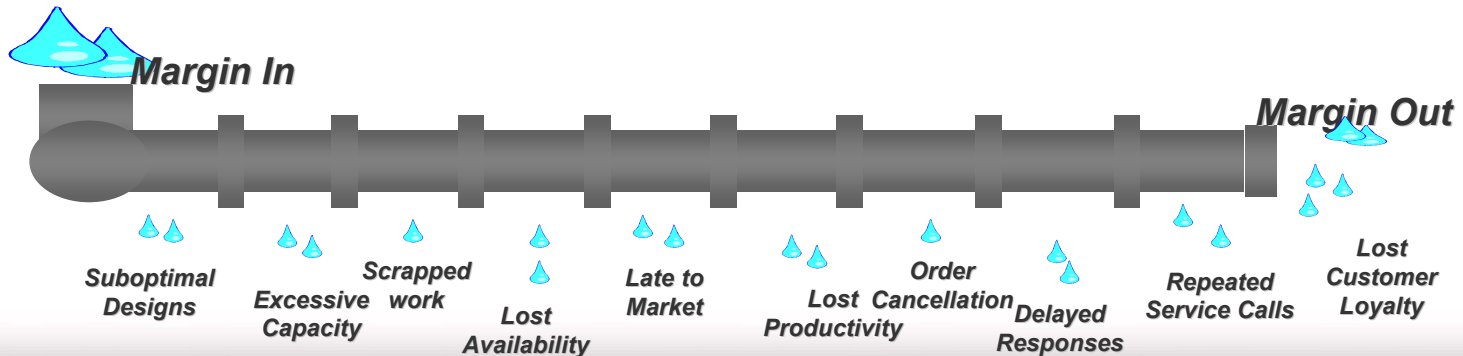 Margin In
Margin Out
Suboptimal
Designs
Excessive
Capacity
Scrapped
work
Lost
Availability
Late to
Market
Lost
Productivity
Order
Cancellation
Delayed
Responses
Repeated
Service Calls
Lost
Customer
Loyalty